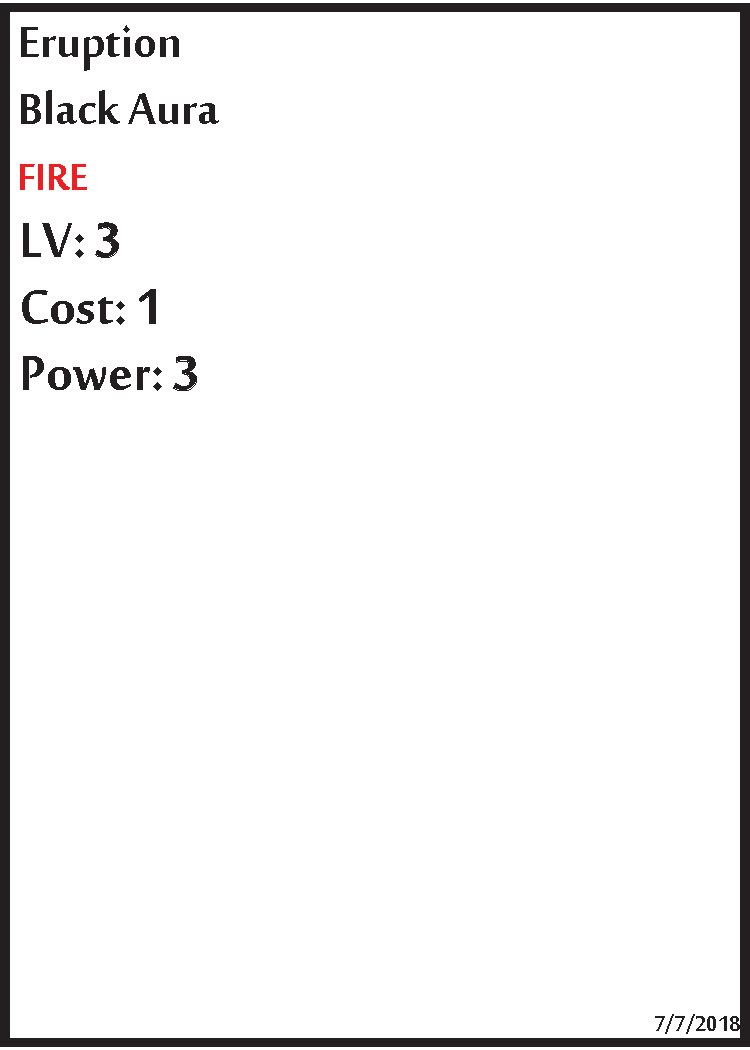 Eruption
Black Aura
FIRE
LV: 3
Cost: 1
Power: 3
7/7/2018